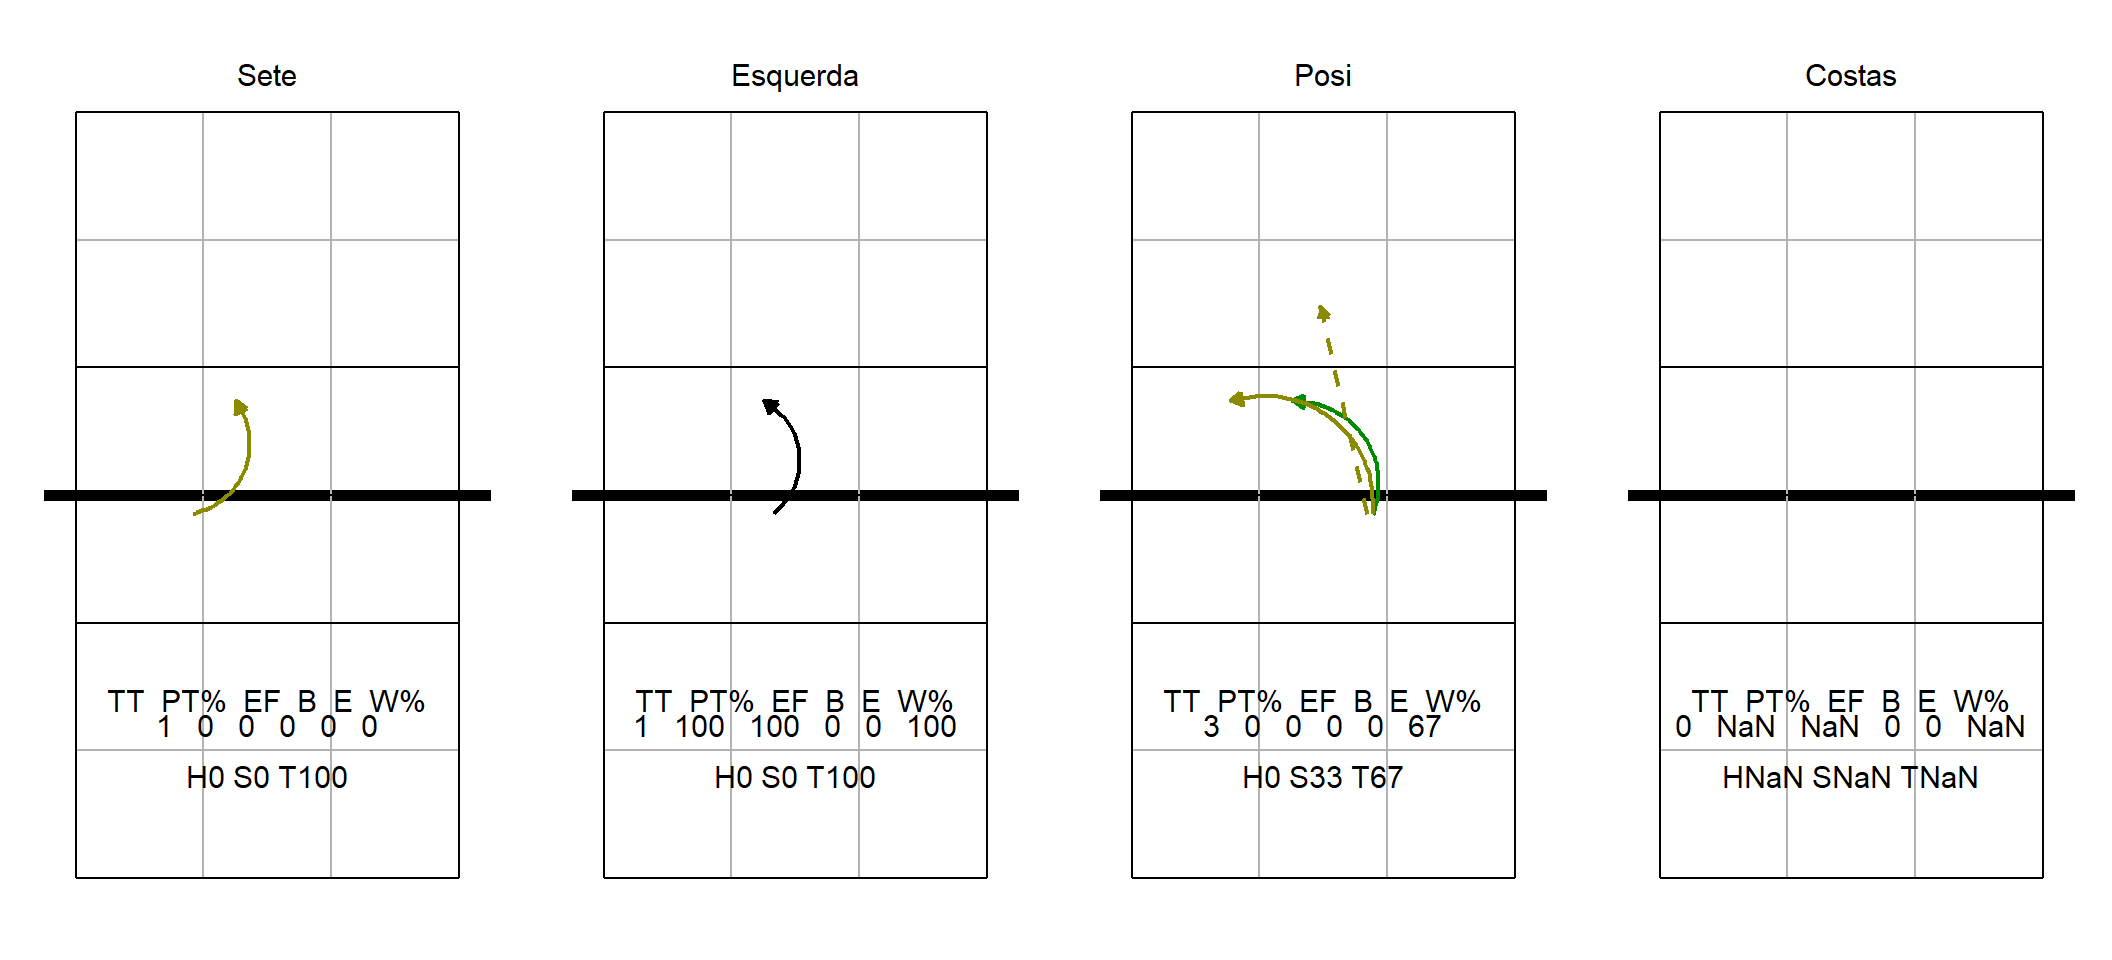 Sete
TT PT% EF B E W%
1 0 0 0 0 0
H0 S0 T100
Esquerda
TT PT% EF B E W%
1 100 100 0 0 100
H0 S0 T100
Posi
TT PT% EF B E W%
3 0 0 0 0 67
H0 S33 T67
Costas
TT PT% EF B E W%
0 NaN NaN 0 0 NaN
HNaN SNaN TNaN